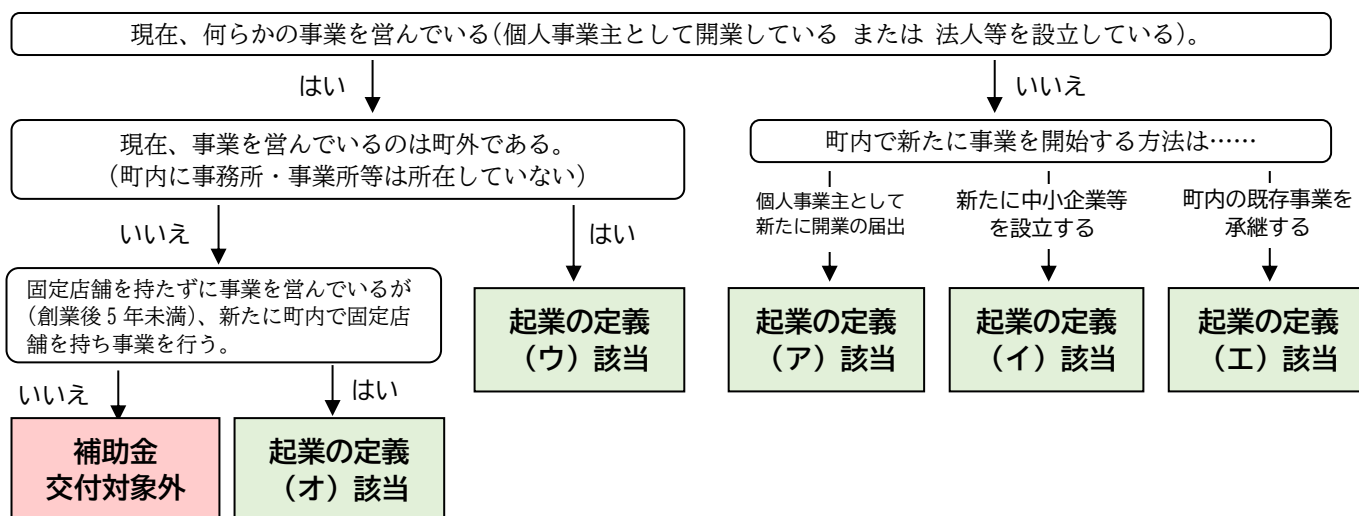 現在、何らかの事業を営んでいる(個人事業主として開業している または 法人等を設立している)。
はい
いいえ
現在、事業を営んでいるのは町外である。
(町内に事務所・事業所等は所在していない)
町内で新たに事業を開始する方法は……
いいえ
はい
個人事業主として
新たに開業の届出
新たに中小企業等
を設立する
町内の既存事業を
承継する
固定店舗を持たずに事業を営んでいるが
(創業後5年未満)、新たに町内で固定店
舗を持ち事業を行う。
起業の定義
(ウ)該当
起業の定義
(ア)該当
起業の定義
(イ)該当
起業の定義
(エ)該当
いいえ
はい
補助金
交付対象外
起業の定義
(オ)該当